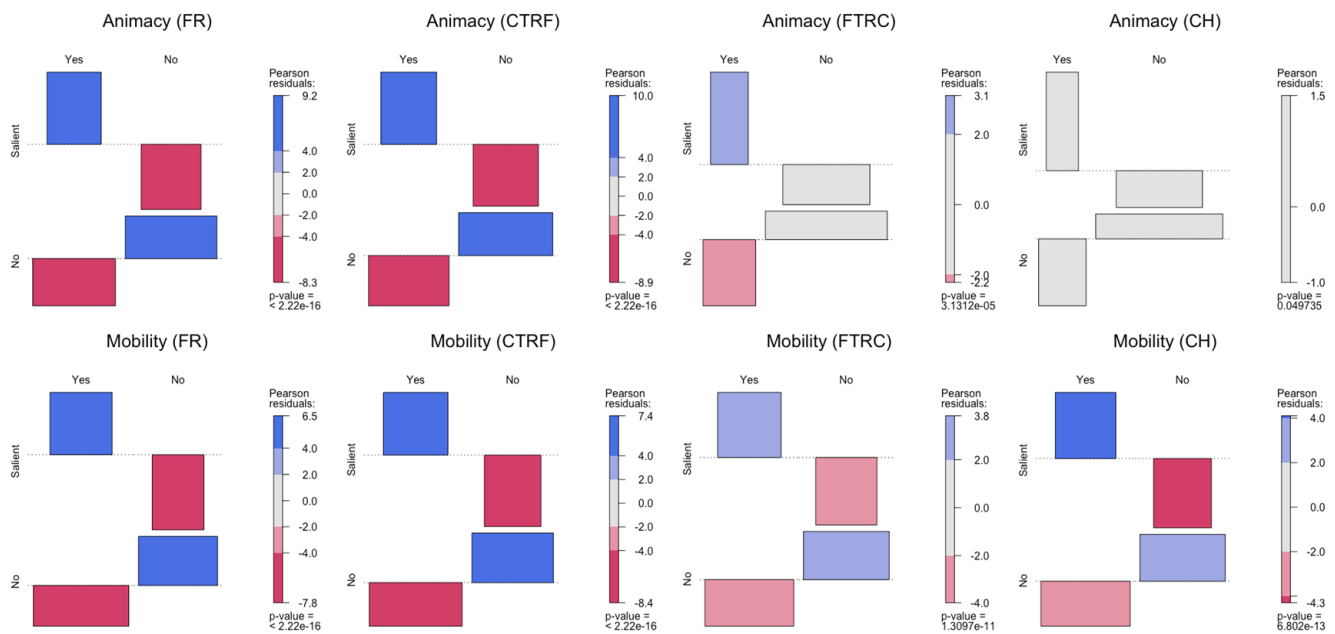 Animacy (FR)
Yes No
Salient
No
Pearson
residuals:
9.2
4.0
2.0
0.0
-2.0
-4.0
-8.3
p-value =
< 2.22e-16
Animacy (CTRF)
Yes No
Salient
No
Pearson
residuals:
10.0
4.0
2.0
0.0
-2.0
-4.0
-8.9
p-value =
< 2.22e-16
Animacy (FTRC)
Yes No
Salient
No
Pearson
residuals:
3.1
2.0
0.0
-2.0
-2.2
p-value =
3.1312e-05
Animacy (CH)
Yes No
Salient
No
Pearson
residuals:
1.5
0.0
-1.0
p-value =
0.049735
Mobility (FR)
Yes No
Salient
No
Pearson
residuals:
6.5
4.0
2.0
0.0
-2.0
-4.0
-7.8
p-value =
< 2.22e-16
Mobility (CTRF)
Yes No
Salient
No
Pearson
residuals:
7.4
4.0
2.0
0.0
-2.0
-4.0
-8.4
p-value =
< 2.22e-16
Mobility (FTRC)
Yes No
Salient
No
Pearson
residuals:
3.8
2.0
0.0
-2.0
-4.0
p-value =
1.3097e-11
Mobility (CH)
Yes No
Salient
No
Pearson
residuals:
4.0
2.0
0.0
-2.0
-4.3
p-value =
6.802e-13